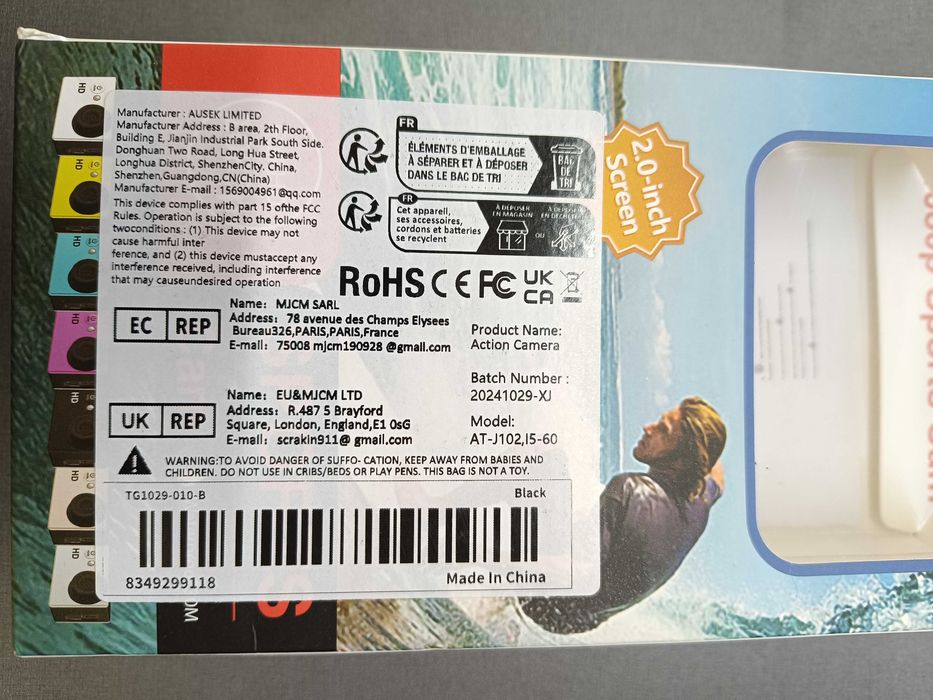 Manufacturer : AUSEK LIMITED
Manufacturer Address : B area, 2th Floor,
Building E, Jianjin Industrial Park South Side.
Donghuan Two Road, Long Hua Street,
Longhua District, ShenzhenCity. China,
Shenzhen,Guangdong,CN(China)
Manufacturer E-mail : 1569004961@qq.com
This device complies with part 15 ofthe FCC
Rules. Operation is subject to the following
twoconditions : (1) This device may not
cause harmful inter
ference, and (2) this device mustaccept any
interference received, including interference
that may causeundesired operation
FR
ÉLÉMENTS D'EMBALLAGE
À SÉPARER ET À DÉPOSER
DANS LE BAC DE TRI
BAC
DE
TRI
FR
Cet appareil,
ses accessoires,
cordons et batteries
se recyclent
À DÉPOSER
EN MAGASIN
OU
À DÉPOSER
EN DÉCHÈTERIE
RoHS CE FC UK
CA
EC REP
Name: MJCM SARL
Address: 78 avenue des Champs Elysees
Bureau326,PARIS,PARIS,France
E-mail: 75008 mjcm190928 @gmail.com
UK REP
Name: EU&MJCM LTD
Address: R.487 5 Brayford
Square, London, England,E1 0sG
E-mail: scrakin911@ gmail.com
Product Name:
Action Camera
Batch Number :
20241029-XJ
Model:
AT-J102,I5-60
WARNING:TO AVOID DANGER OF SUFFO- CATION, KEEP AWAY FROM BABIES AND
CHILDREN. DO NOT USE IN CRIBS/BEDS OR PLAY PENS. THIS BAG IS NOT A TOY.
TG1029-010-B
Black
8349299118
Made In China
2.0-inch
Screen
HD
HD
HD
HD
HD
HD
HD